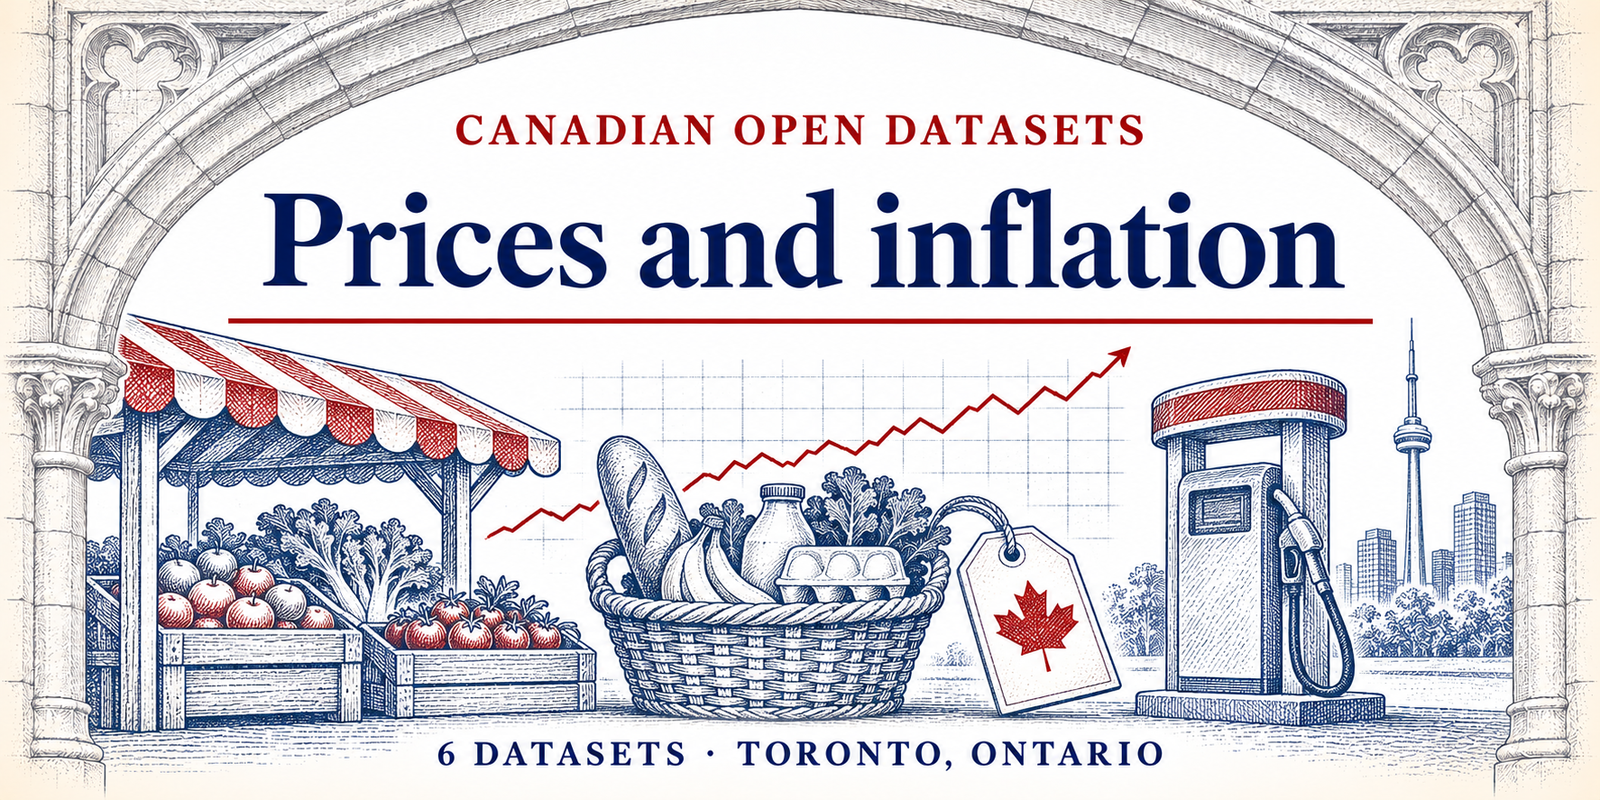 CANADIAN OPEN DATASETS
Prices and inflation
6 DATASETS · TORONTO, ONTARIO